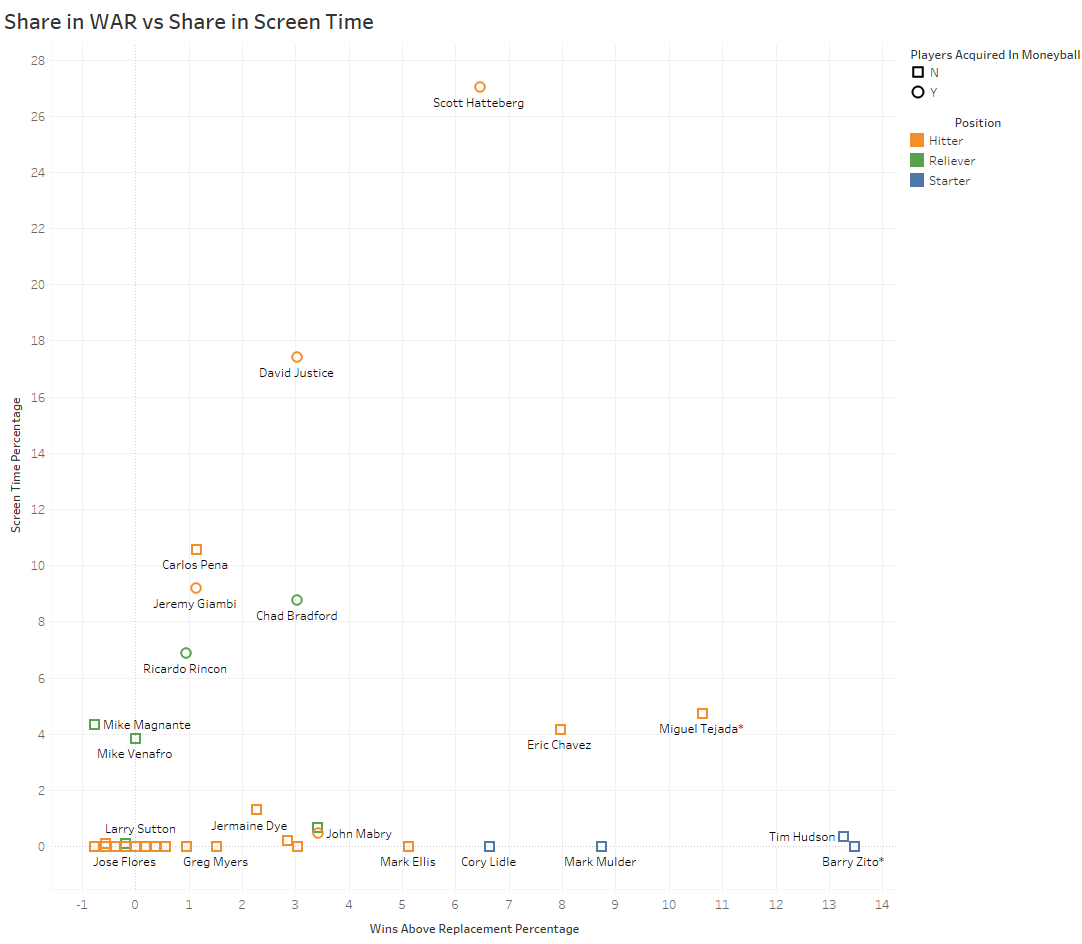 Share in WAR vs Share in Screen Time
Players Acquired In Moneyball
N
Y
Position
Hitter
Reliever
Starter
Screen Time Percentage
28
26
24
22
20
18
16
14
12
10
8
6
4
2
0
Scott Hatteberg
David Justice
Carlos Pena
Jeremy Giambi
Chad Bradford
Ricardo Rincon
Mike Magnante
Miguel Tejada*
Eric Chavez
Mike Venafro
Larry Sutton
Jermaine Dye
John Mabry
Tim Hudson
Jose Flores
Greg Myers
Mark Ellis
Cory Lidle
Mark Mulder
Barry Zito*
-1 0 1 2 3 4 5 6 7 8 9 10 11 12 13 14
Wins Above Replacement Percentage